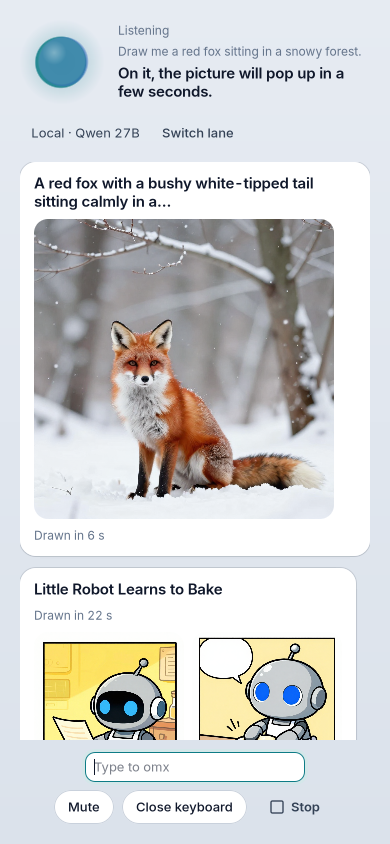 Listening
Draw me a red fox sitting in a snowy forest.
On it, the picture will pop up in a
few seconds.
Local · Qwen 27B
Switch lane
A red fox with a bushy white-tipped tail
sitting calmly in a...
Drawn in 6 s
Little Robot Learns to Bake
Drawn in 22 s
Type to omx
Mute
Close keyboard
Stop